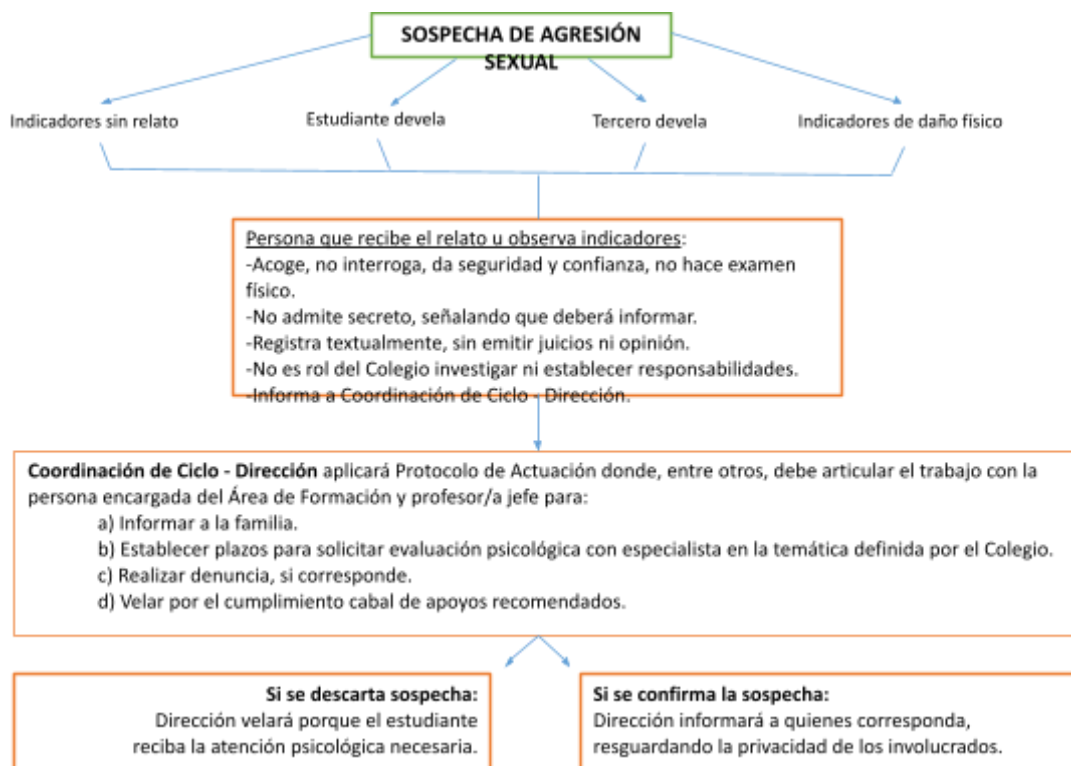 SOSPECHA DE AGRESIÓN
SEXUAL
Indicadores sin relato
Estudiante devela
Tercero devela
Indicadores de daño físico
Persona que recibe el relato u observa indicadores:
-Acoge, no interroga, da seguridad y confianza, no hace examen
físico.
-No admite secreto, señalando que deberá informar.
-Registra textualmente, sin emitir juicios ni opinión.
-No es rol del Colegio investigar ni establecer responsabilidades.
-Informa a Coordinación de Ciclo - Dirección.
Coordinación de Ciclo - Dirección aplicará Protocolo de Actuación donde, entre otros, debe articular el trabajo con la
persona encargada del Área de Formación y profesor/a jefe para:
a) Informar a la familia.
b) Establecer plazos para solicitar evaluación psicológica con especialista en la temática definida por el Colegio.
c) Realizar denuncia, si corresponde.
d) Velar por el cumplimiento cabal de apoyos recomendados.
Si se descarta sospecha:
Dirección velará porque el estudiante
reciba la atención psicológica necesaria.
Si se confirma la sospecha:
Dirección informará a quienes corresponda,
resguardando la privacidad de los involucrados.